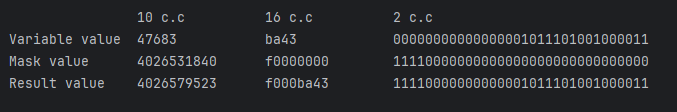 10 c.c 16 c.c 2 c.c
Variable value 47683 ba43 00000000000000001011101001000011
Mask value 4026531840 f0000000 11110000000000000000000000000000
Result value 4026579523 f000ba43 11110000000000001011101001000011